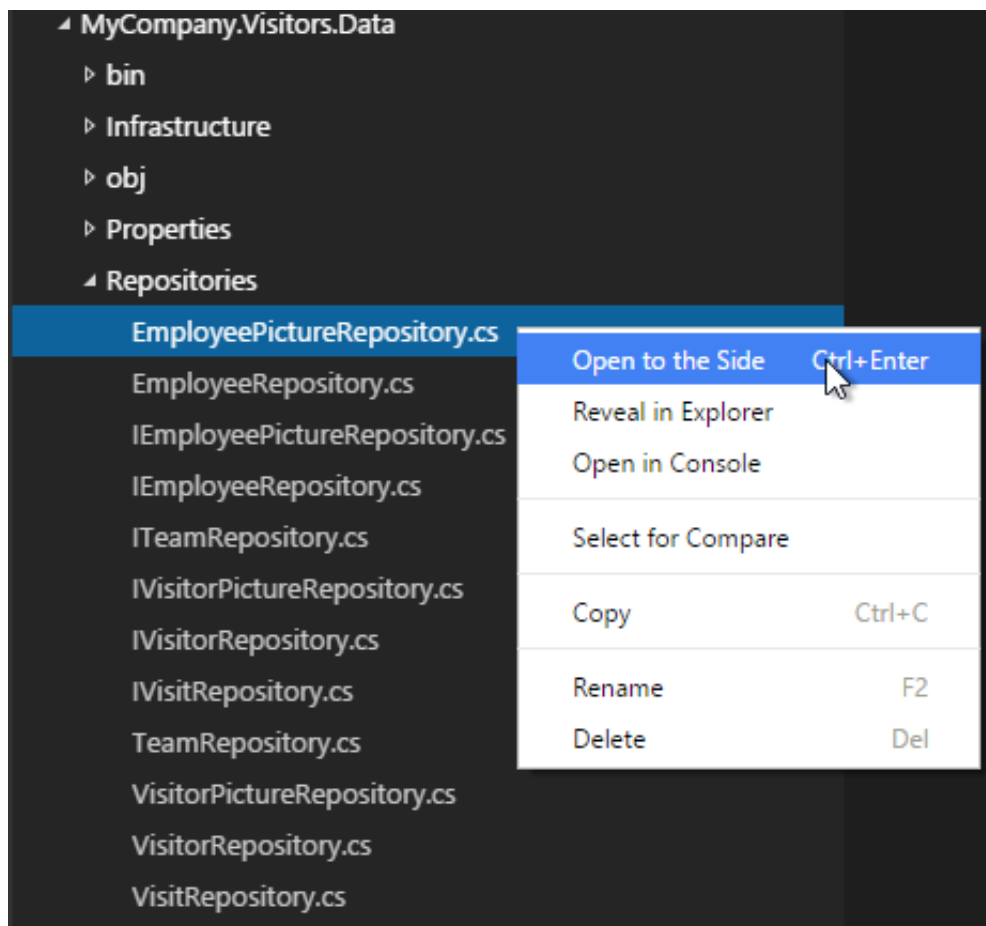 MyCompany.Visitors.Data
bin
Infrastructure
obj
Properties
Repositories
EmployeePictureRepository.cs
EmployeeRepository.cs
IEmployeePictureRepository.cs
IEmployeeRepository.cs
ITeamRepository.cs
IVisitorPictureRepository.cs
IVisitorRepository.cs
IVisitRepository.cs
TeamRepository.cs
VisitorPictureRepository.cs
VisitorRepository.cs
VisitRepository.cs
Open to the Side Ctrl+Enter
Reveal in Explorer
Open in Console
Select for Compare
Copy Ctrl+C
Rename F2
Delete Del